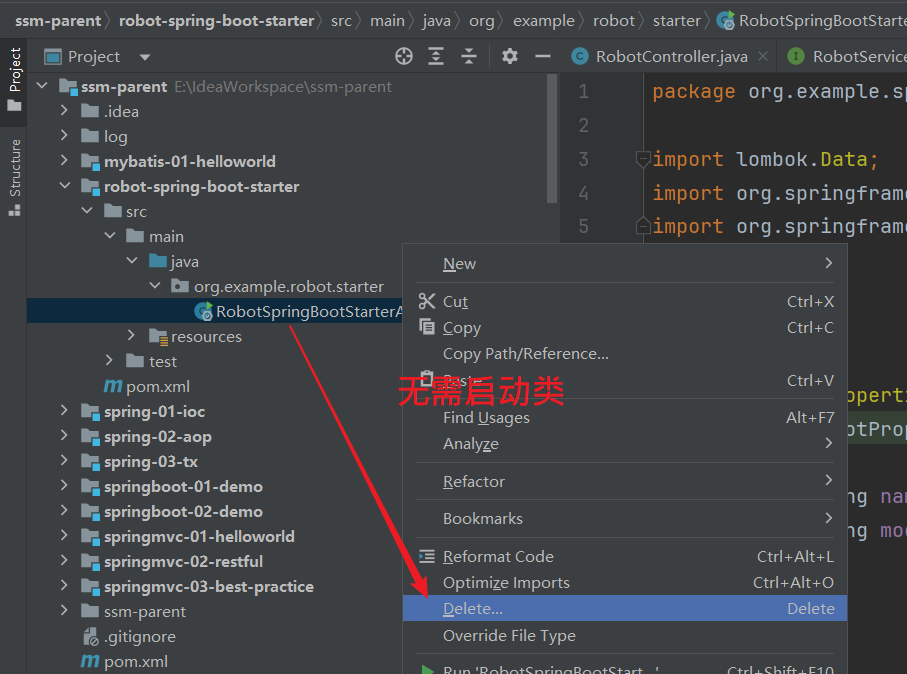 ssm-parent robot-spring-boot-starter src main java org example robot starter RobotSpringBootStarte
Project
Structure
Project
RobotController.java
RobotService
ssm-parent E:\IdeaWorkspace\ssm-parent
.idea
log
mybatis-01-helloworld
robot-spring-boot-starter
src
main
java
org.example.robot.starter
RobotSpringBootStarterA
resources
test
pom.xml
spring-01-ioc
spring-02-aop
spring-03-tx
springboot-01-demo
springboot-02-demo
springmvc-01-helloworld
springmvc-02-restful
springmvc-03-best-practice
ssm-parent
.gitignore
pom.xml
1 package org.example.sp
2
3 import lombok.Data;
4 import org.springframe
5 import org.springframe
opert
otProp
ng nam
ng mod
New
Cut Ctrl+X
Copy Ctrl+C
Copy Path/Reference...
Paste Ctrl+V
无需启动类
Find Usages Alt+F7
Analyze
Refactor
Bookmarks
Reformat Code Ctrl+Alt+L
Optimize Imports Ctrl+Alt+O
Delete... Delete
Override File Type
Run 'RobotSpringBootStart...' Ctrl+Shift+F10